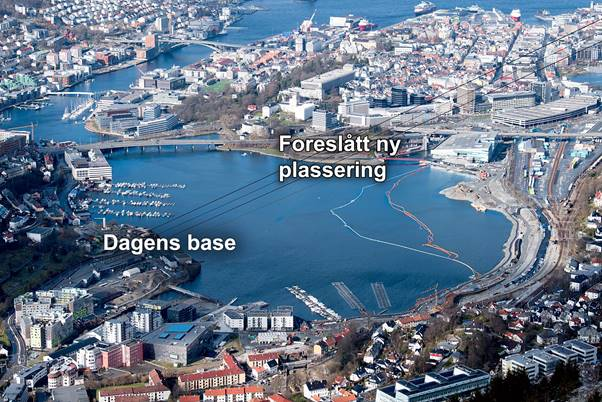 Foreslått ny
plassering
Dagens base